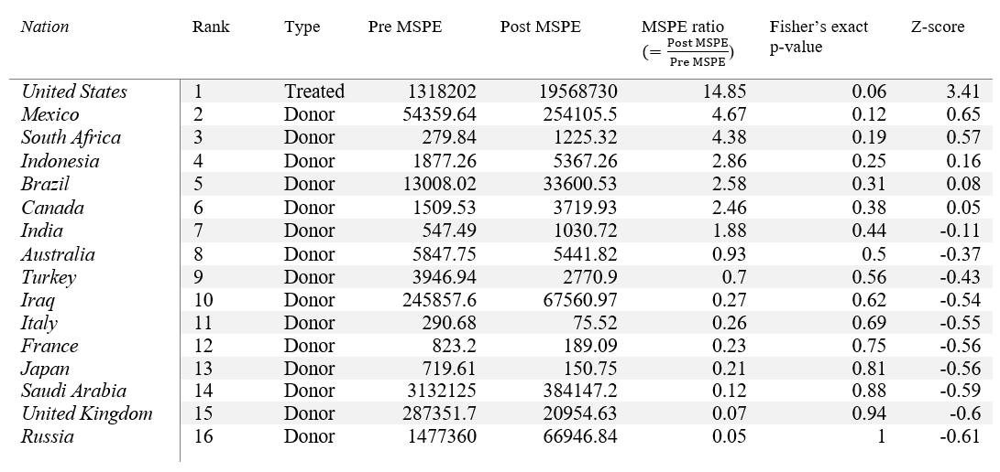 Nation Rank Type Pre MSPE Post MSPE MSPE ratio Fisher's exact Z-score
(= Post MSPE / Pre MSPE) p-value
United States 1 Treated 1318202 19568730 14.85 0.06 3.41
Mexico 2 Donor 54359.64 254105.5 4.67 0.12 0.65
South Africa 3 Donor 279.84 1225.32 4.38 0.19 0.57
Indonesia 4 Donor 1877.26 5367.26 2.86 0.25 0.16
Brazil 5 Donor 13008.02 33600.53 2.58 0.31 0.08
Canada 6 Donor 1509.53 3719.93 2.46 0.38 0.05
India 7 Donor 547.49 1030.72 1.88 0.44 -0.11
Australia 8 Donor 5847.75 5441.82 0.93 0.5 -0.37
Turkey 9 Donor 3946.94 2770.9 0.7 0.56 -0.43
Iraq 10 Donor 245857.6 67560.97 0.27 0.62 -0.54
Italy 11 Donor 290.68 75.52 0.26 0.69 -0.55
France 12 Donor 823.2 189.09 0.23 0.75 -0.56
Japan 13 Donor 719.61 150.75 0.21 0.81 -0.56
Saudi Arabia 14 Donor 3132125 384147.2 0.12 0.88 -0.59
United Kingdom 15 Donor 287351.7 20954.63 0.07 0.94 -0.6
Russia 16 Donor 1477360 66946.84 0.05 1 -0.61